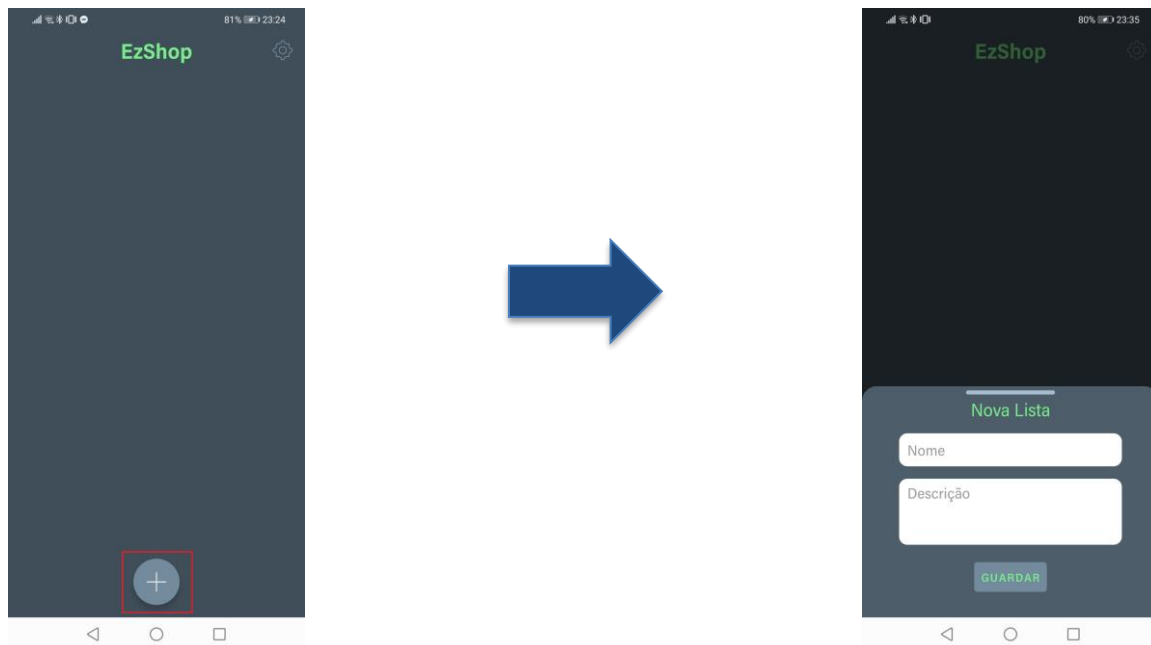 81% 23:24
EzShop
80% 23:35
EzShop
Nova Lista
Nome
Descrição
GUARDAR